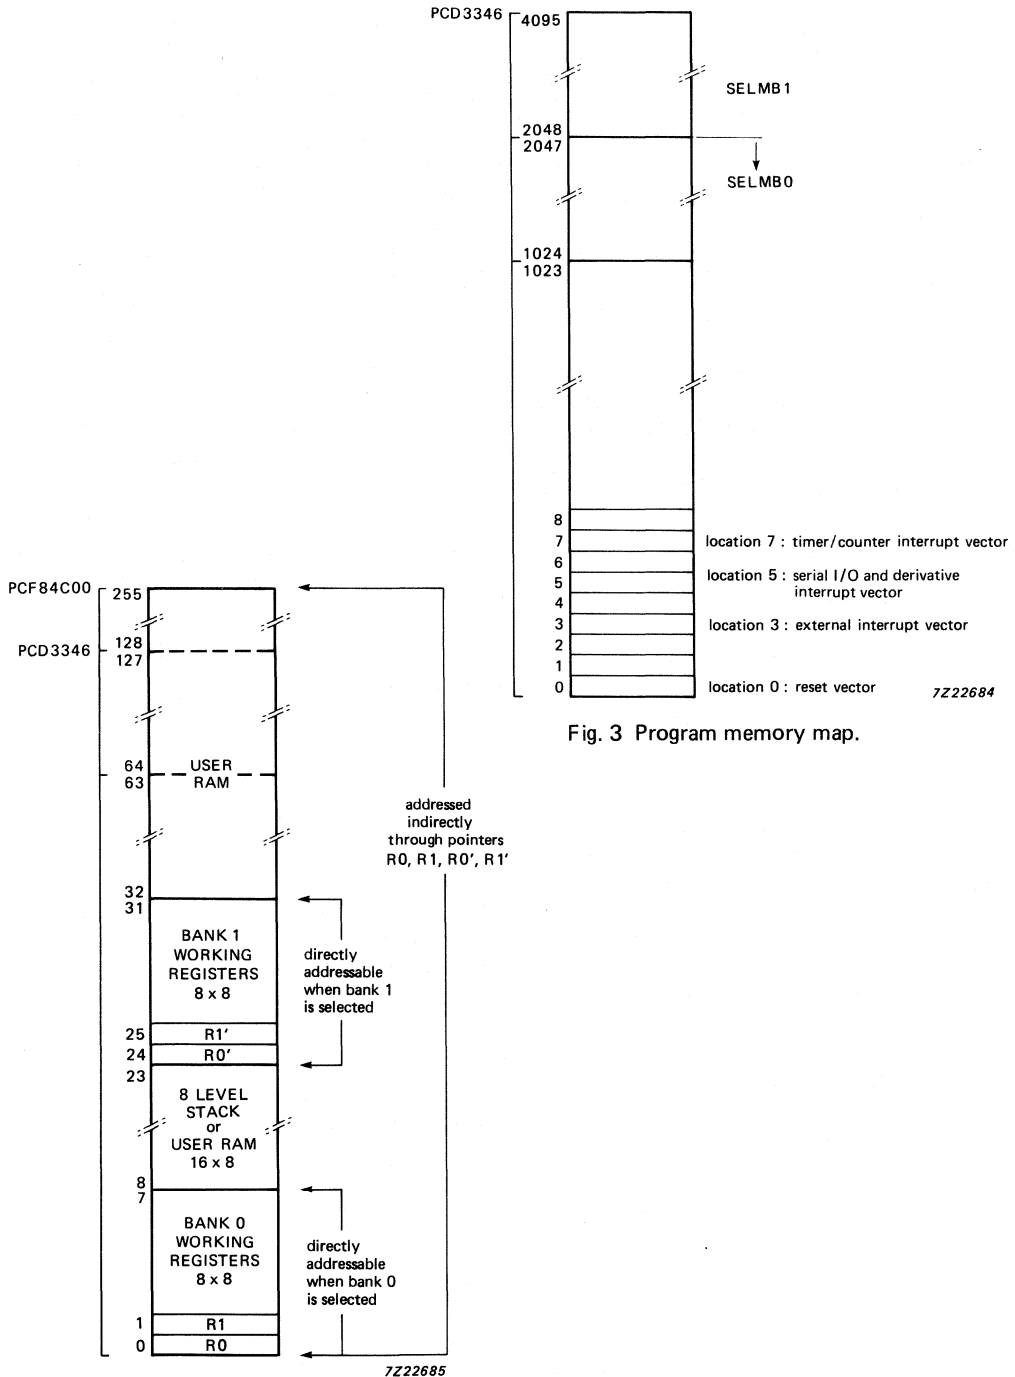 PCD3346
4095
SELMB1
2048
2047
SELMB0
1024
1023
8
7
6
5
4
3
2
1
0
location 7 : timer/counter interrupt vector
location 5 : serial I/O and derivative
interrupt vector
location 3 : external interrupt vector
location 0 : reset vector
7Z22684
Fig. 3 Program memory map.
PCF84C00
255
PCD3346
128
127
64
63
USER
RAM
addressed
indirectly
through pointers
R0, R1, R0′, R1′
32
31
BANK 1
WORKING
REGISTERS
8 x 8
directly
addressable
when bank 1
is selected
25
R1′
24
R0′
23
8 LEVEL
STACK
or
USER RAM
16 x 8
8
7
BANK 0
WORKING
REGISTERS
8 x 8
directly
addressable
when bank 0
is selected
1
R1
0
R0
7Z22685